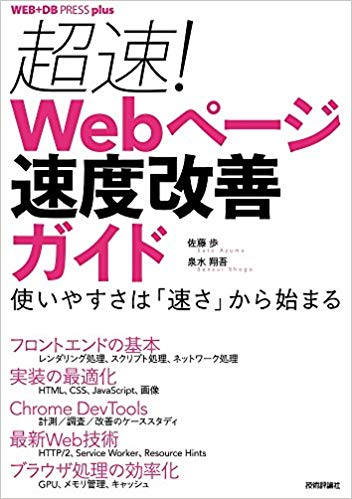 WEB+DB PRESS plus
超速!
Webページ
速度改善
ガイド
佐藤 歩
Sato Ayumu
泉水 翔吾
Sensui Shogo
使いやすさは「速さ」から始まる
フロントエンドの基本
レンダリング処理、スクリプト処理、ネットワーク処理
実装の最適化
HTML、CSS、JavaScript、画像
Chrome DevTools
計測/調査/改善のケーススタディ
最新Web技術
HTTP/2、Service Worker、Resource Hints
ブラウザ処理の効率化
GPU、メモリ管理、キャッシュ
技術評論社